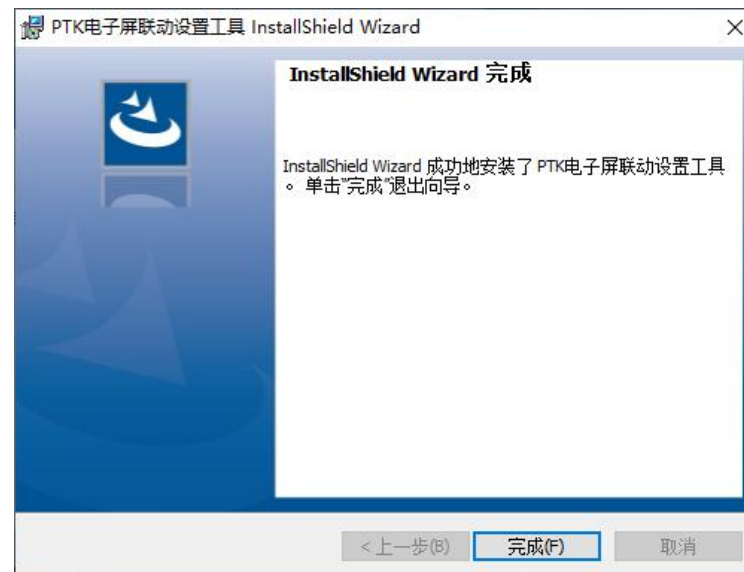 PTK电子屏联动设置工具 InstallShield Wizard
InstallShield Wizard 完成
InstallShield Wizard 成功地安装了 PTK电子屏联动设置工具
。单击"完成"退出向导。
<上一步(B)
完成(F)
取消